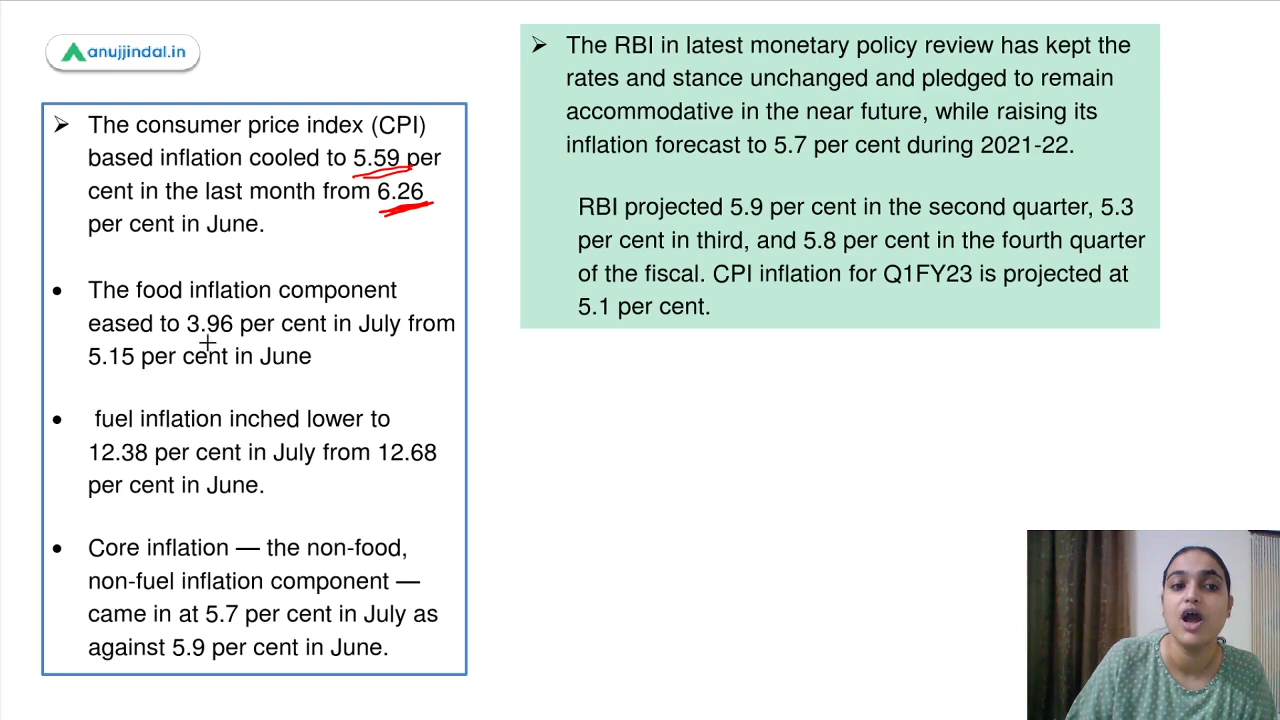 anujjindal.in
➢ The consumer price index (CPI)
based inflation cooled to 5.59 per
cent in the last month from 6.26
per cent in June.
• The food inflation component
eased to 3.96 per cent in July from
5.15 per cent in June
• fuel inflation inched lower to
12.38 per cent in July from 12.68
per cent in June.
• Core inflation — the non-food,
non-fuel inflation component —
came in at 5.7 per cent in July as
against 5.9 per cent in June.
➢ The RBI in latest monetary policy review has kept the
rates and stance unchanged and pledged to remain
accommodative in the near future, while raising its
inflation forecast to 5.7 per cent during 2021-22.
RBI projected 5.9 per cent in the second quarter, 5.3
per cent in third, and 5.8 per cent in the fourth quarter
of the fiscal. CPI inflation for Q1FY23 is projected at
5.1 per cent.